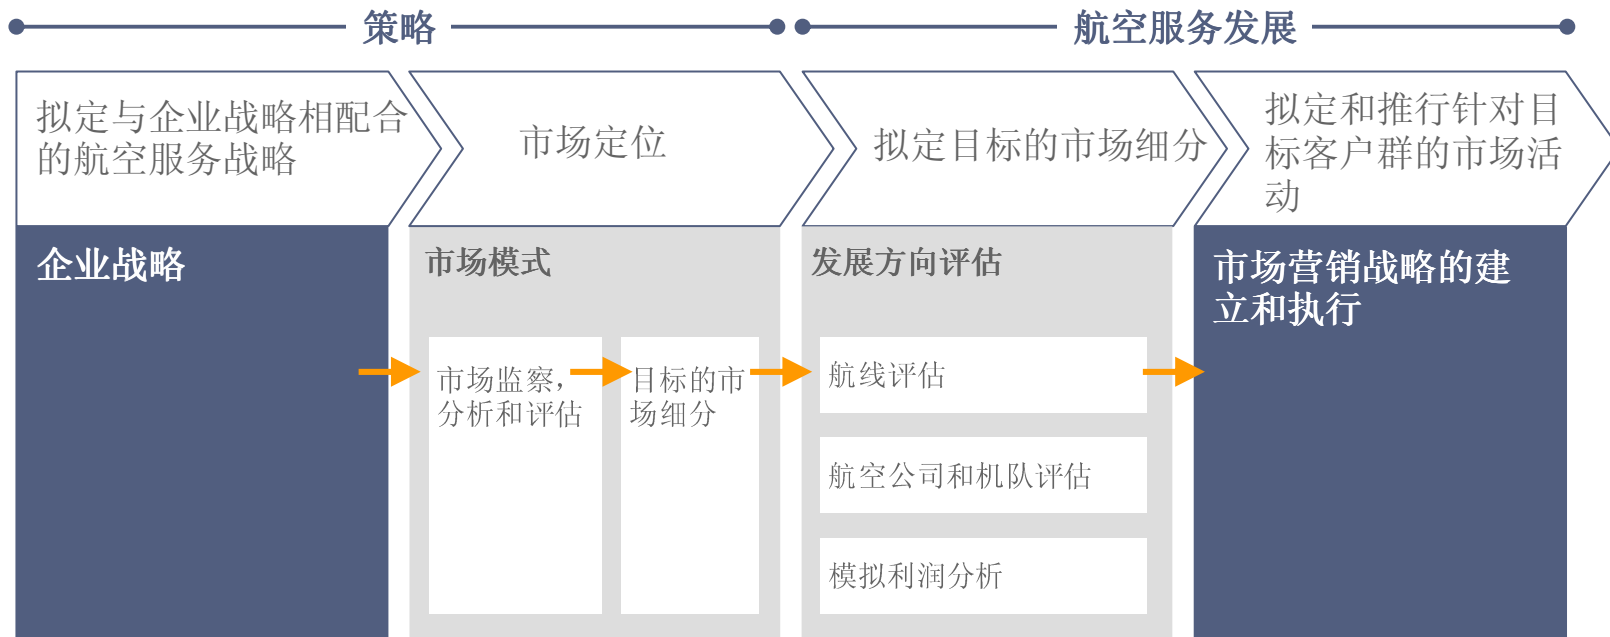 策略
航空服务发展
拟定与企业战略相配合
的航空服务战略
市场定位
拟定目标的市场细分
拟定和推行针对目
标客户群的市场活
动
企业战略
市场模式
发展方向评估
市场营销战略的建
立和执行
市场监察，
分析和评估
目标的市
场细分
航线评估
航空公司和机队评估
模拟利润分析